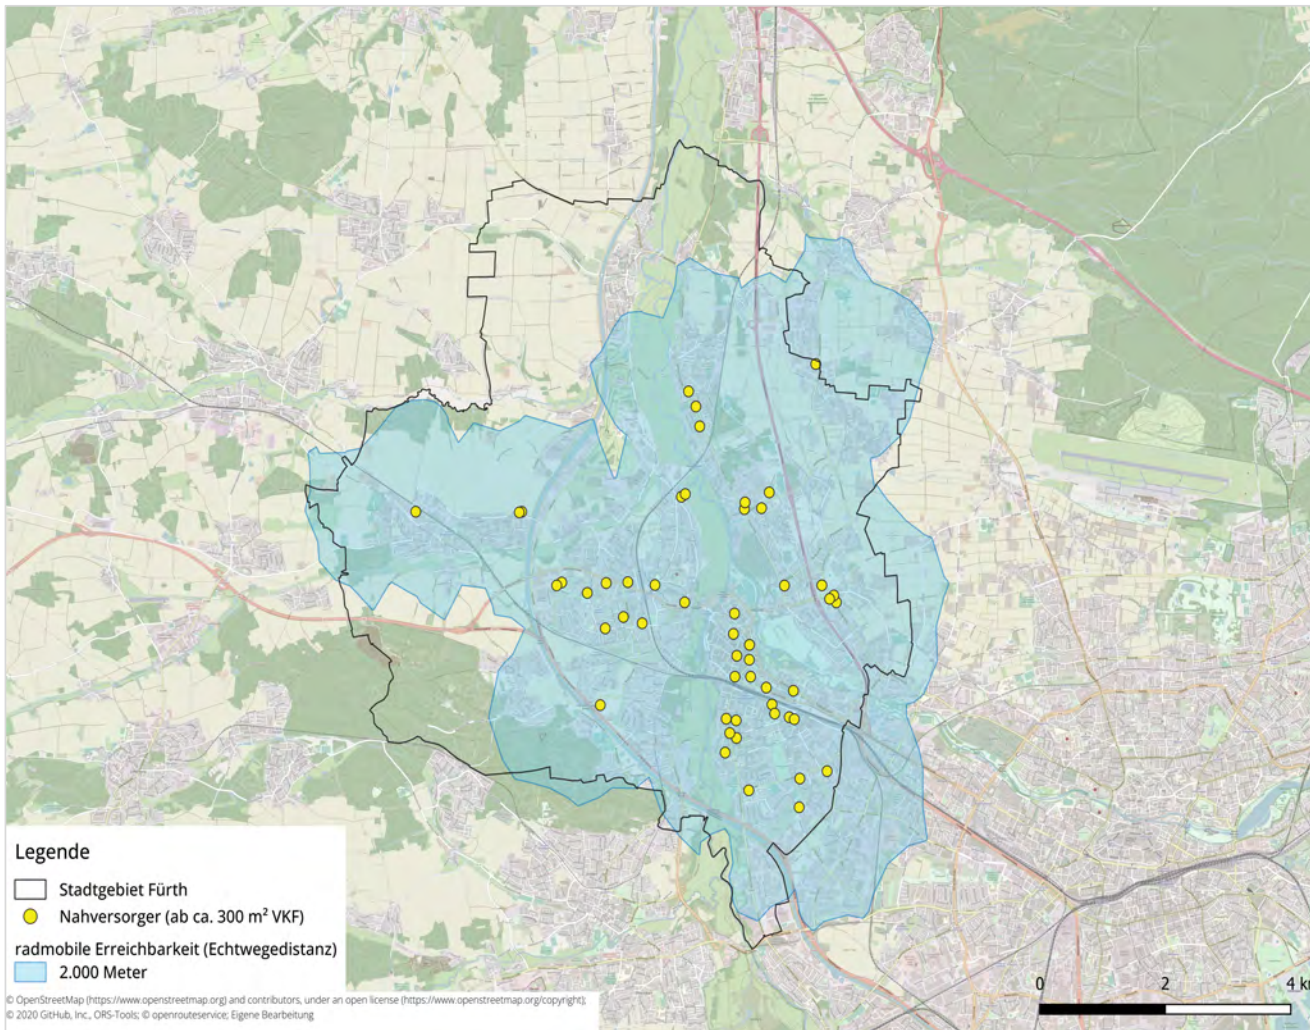 Legende
Stadtgebiet Fürth
Nahversorger (ab ca. 300 m² VKF)
radmobile Erreichbarkeit (Echtwegedistanz)
2.000 Meter
0 2 4 km
© OpenStreetMap (https://www.openstreetmap.org) and contributors, under an open license (https://www.openstreetmap.org/copyright);
© 2020 GitHub, Inc., ORS-Tools; © openrouteservice; Eigene Bearbeitung